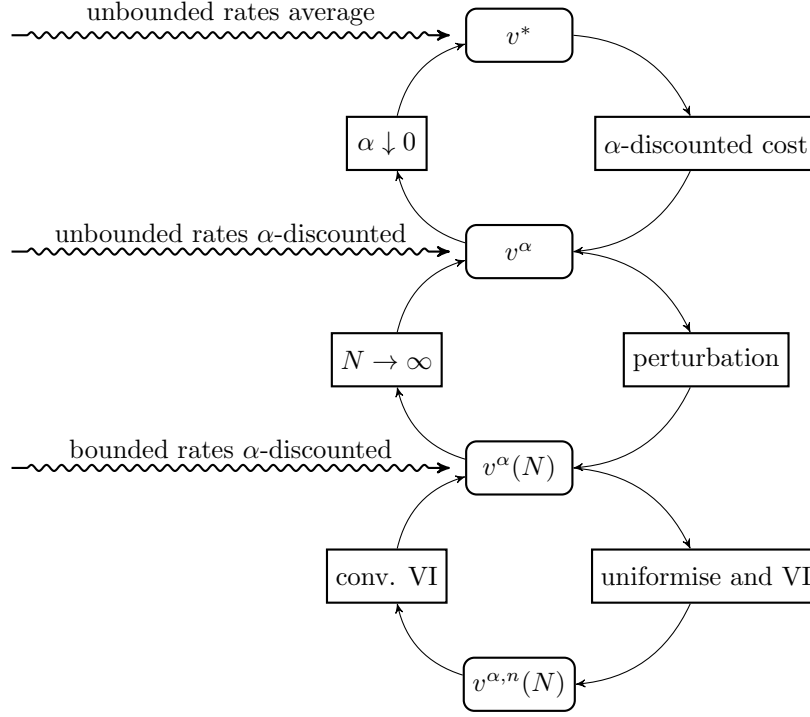 unbounded rates average
v*
α ↓ 0
α-discounted cost
unbounded rates α-discounted
v^α
N → ∞
perturbation
bounded rates α-discounted
v^α(N)
conv. VI
uniformise and VI
v^{α,n}(N)